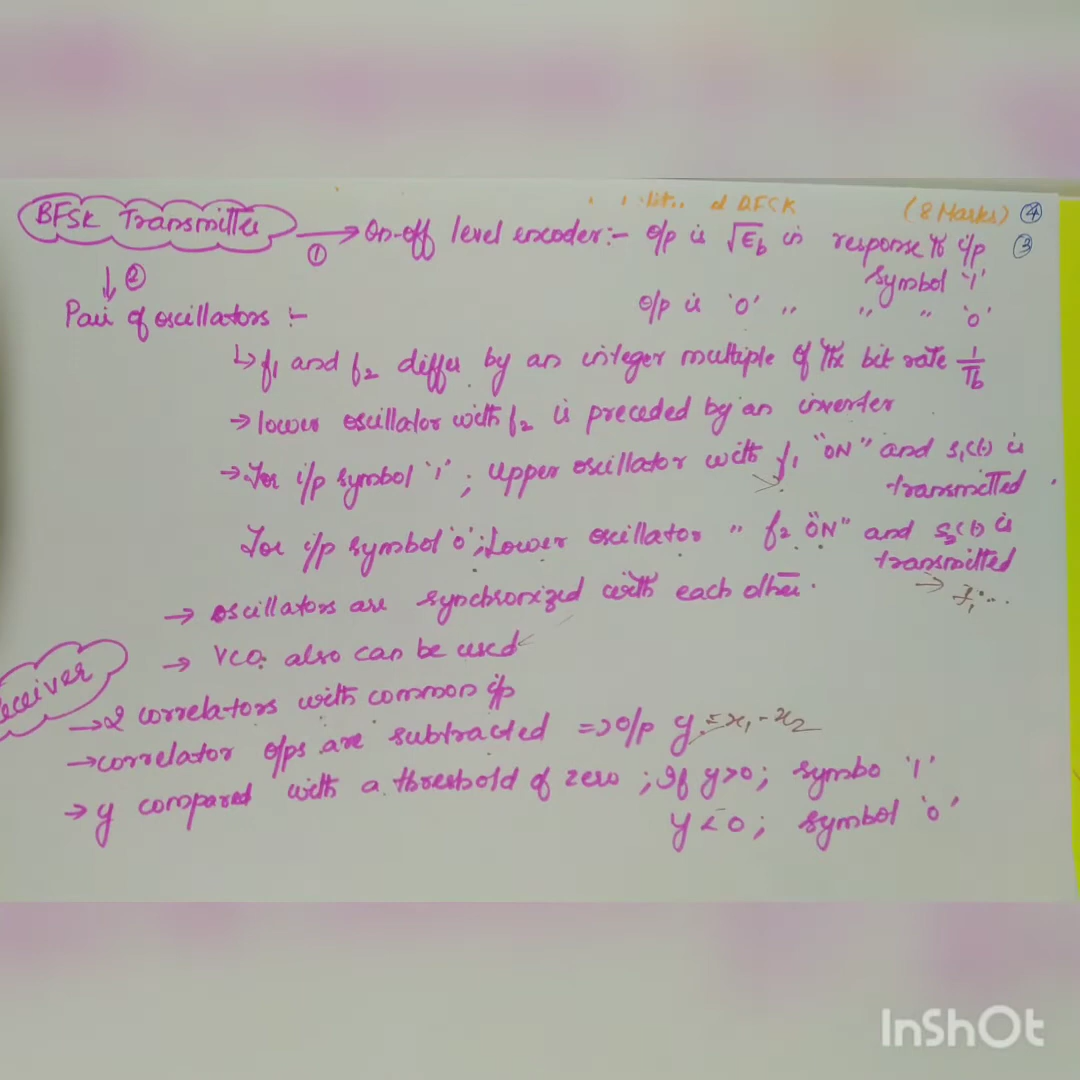 BFSK (8 Marks) ④
BFSK Transmitter ① → On-off level encoder:- o/p is √Eb in response to i/p ③
symbol '1'
↓ ②
Pair of oscillators :- o/p is '0' ,, ,, ,, '0'
↳ f1 and f2 differ by an integer multiple of the bit rate 1/Tb
→ lower oscillator with f2 is preceded by an inverter
→ For i/p symbol '1' ; upper oscillator with f1 "ON" and s1(t) is
transmitted
For i/p symbol '0' ; Lower oscillator ,, f2 "ON" and s2(t) is
transmitted
→ oscillators are synchronized with each other.
→ VCO. also can be used
eceiver
→ 2 correlators with common i/p
→ correlator o/ps are subtracted => o/p y = x1 - x2
→ y compared with a threshold of zero ; If y>0; symbo '1'
y < 0 ; symbol '0'
InShOt